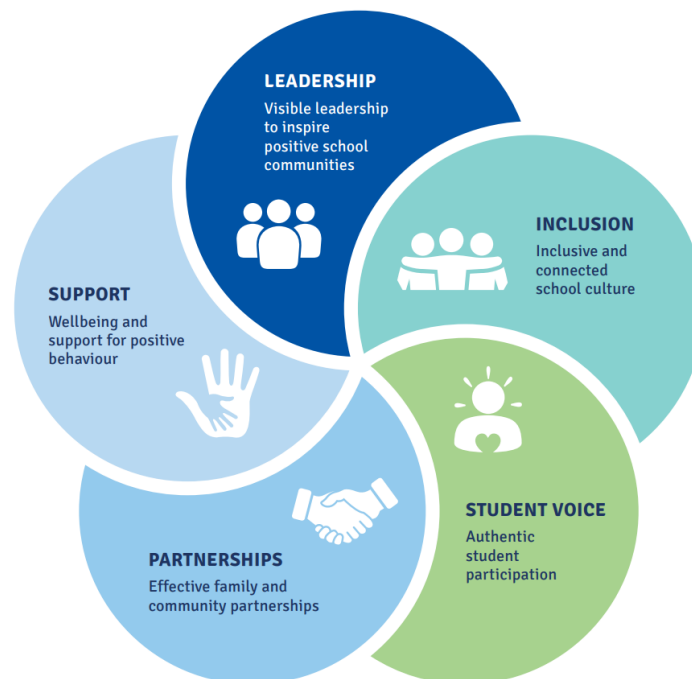 LEADERSHIP
Visible leadership
to inspire
positive school
communities
INCLUSION
Inclusive and
connected
school culture
STUDENT VOICE
Authentic
student
participation
PARTNERSHIPS
Effective family and
community partnerships
SUPPORT
Wellbeing and
support for positive
behaviour